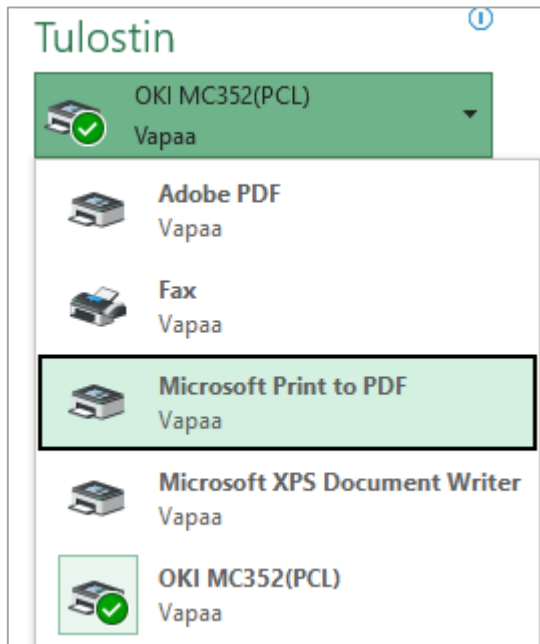 Tulostin
OKI MC352(PCL)
Vapaa
Adobe PDF
Vapaa
Fax
Vapaa
Microsoft Print to PDF
Vapaa
Microsoft XPS Document Writer
Vapaa
OKI MC352(PCL)
Vapaa